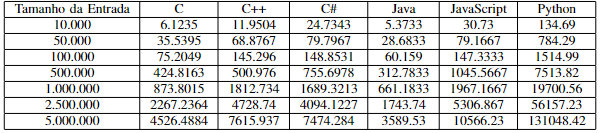 Tamanho da Entrada C C++ C# Java JavaScript Python
10.000 6.1235 11.9504 24.7343 5.3733 30.73 134.69
50.000 35.5395 68.8767 79.7967 28.6833 79.1667 784.29
100.000 75.2049 145.296 148.8531 60.159 147.3333 1514.99
500.000 424.8163 500.976 755.6978 312.7833 1045.5667 7513.82
1.000.000 873.8015 1812.734 1689.3213 661.1833 1967.1667 19700.56
2.500.000 2267.2364 4728.74 4094.1227 1743.74 5306.867 56157.23
5.000.000 4526.4884 7615.937 7474.284 3589.53 10566.23 131048.42